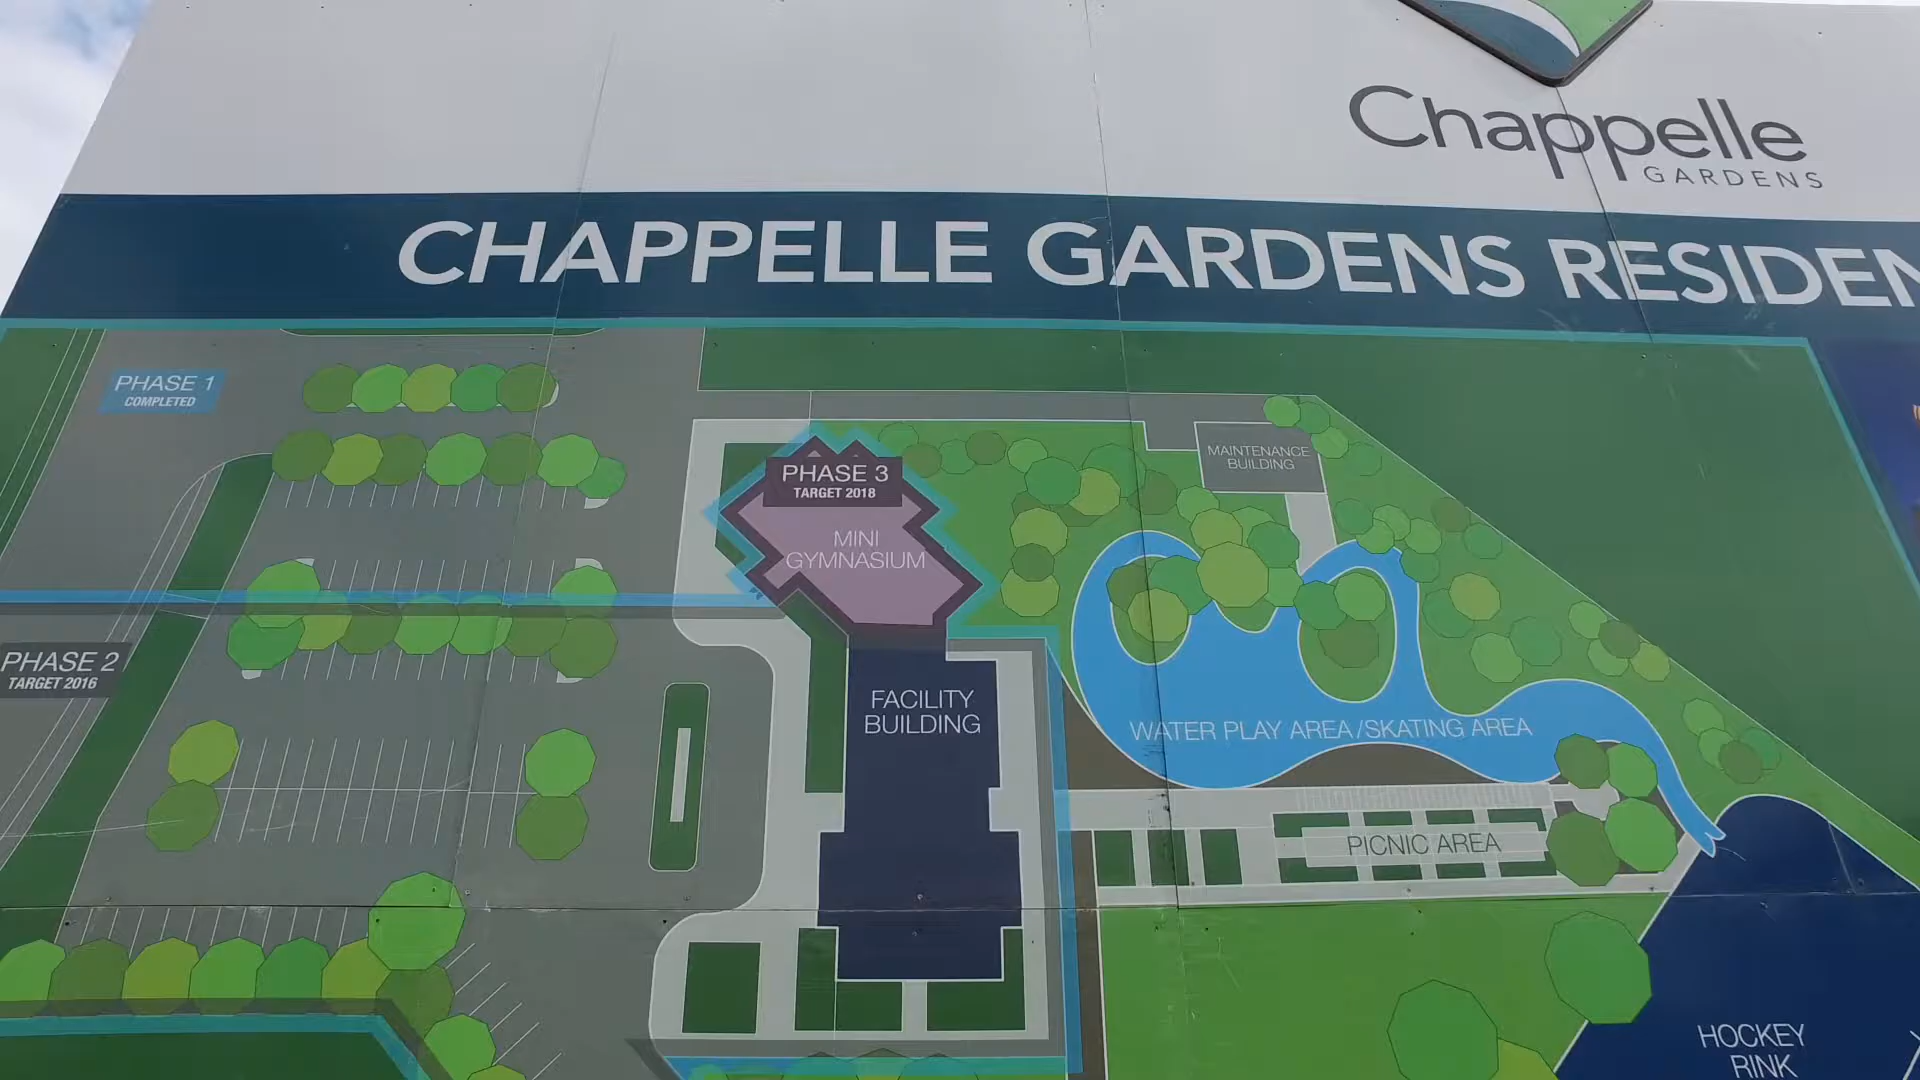 Chappelle
GARDENS
CHAPPELLE GARDENS RESIDEN
PHASE 1
COMPLETED
MAINTENANCE
BUILDING
PHASE 3
TARGET 2018
MINI
GYMNASIUM
PHASE 2
TARGET 2016
FACILITY
BUILDING
WATER PLAY AREA/SKATING AREA
PICNIC AREA
HOCKEY
RINK